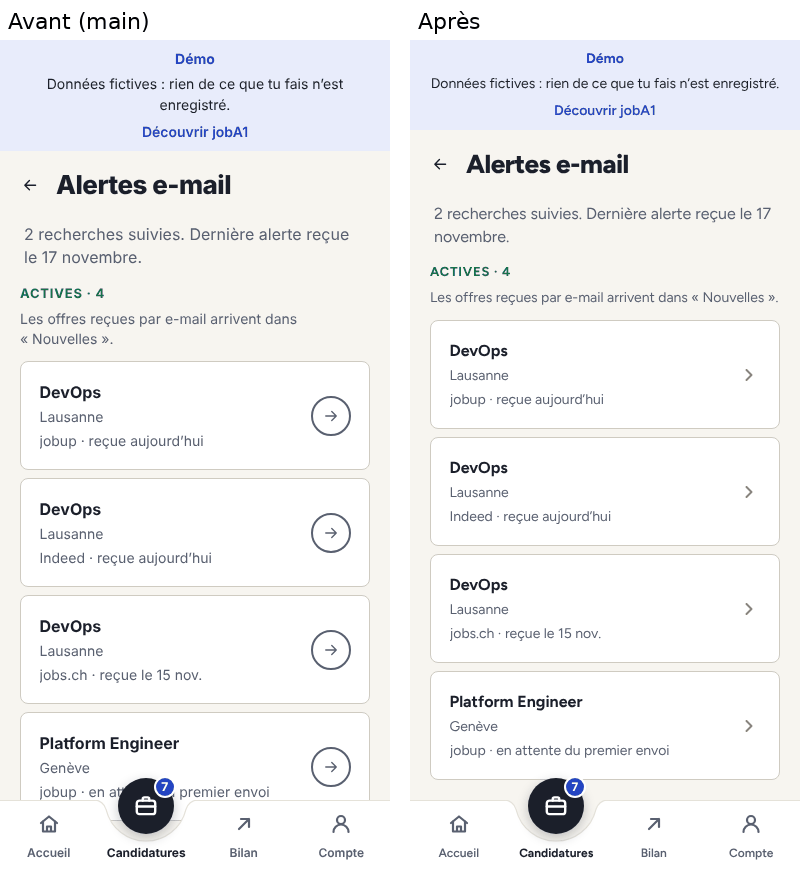 Avant (main)
Démo
Données fictives : rien de ce que tu fais n’est
enregistré.
Découvrir jobA1
Alertes e-mail
2 recherches suivies. Dernière alerte reçue
le 17 novembre.
ACTIVES · 4
Les offres reçues par e-mail arrivent dans
« Nouvelles ».
DevOps
Lausanne
jobup · reçue aujourd’hui
DevOps
Lausanne
Indeed · reçue aujourd’hui
DevOps
Lausanne
jobs.ch · reçue le 15 nov.
Platform Engineer
Genève
jobup · en premier envoi
7
Accueil
Candidatures
Bilan
Compte
Après
Démo
Données fictives : rien de ce que tu fais n’est enregistré.
Découvrir jobA1
Alertes e-mail
2 recherches suivies. Dernière alerte reçue le 17
novembre.
ACTIVES · 4
Les offres reçues par e-mail arrivent dans « Nouvelles ».
DevOps
Lausanne
jobup · reçue aujourd’hui
DevOps
Lausanne
Indeed · reçue aujourd’hui
DevOps
Lausanne
jobs.ch · reçue le 15 nov.
Platform Engineer
Genève
jobup · en attente du premier envoi
7
Accueil
Candidatures
Bilan
Compte